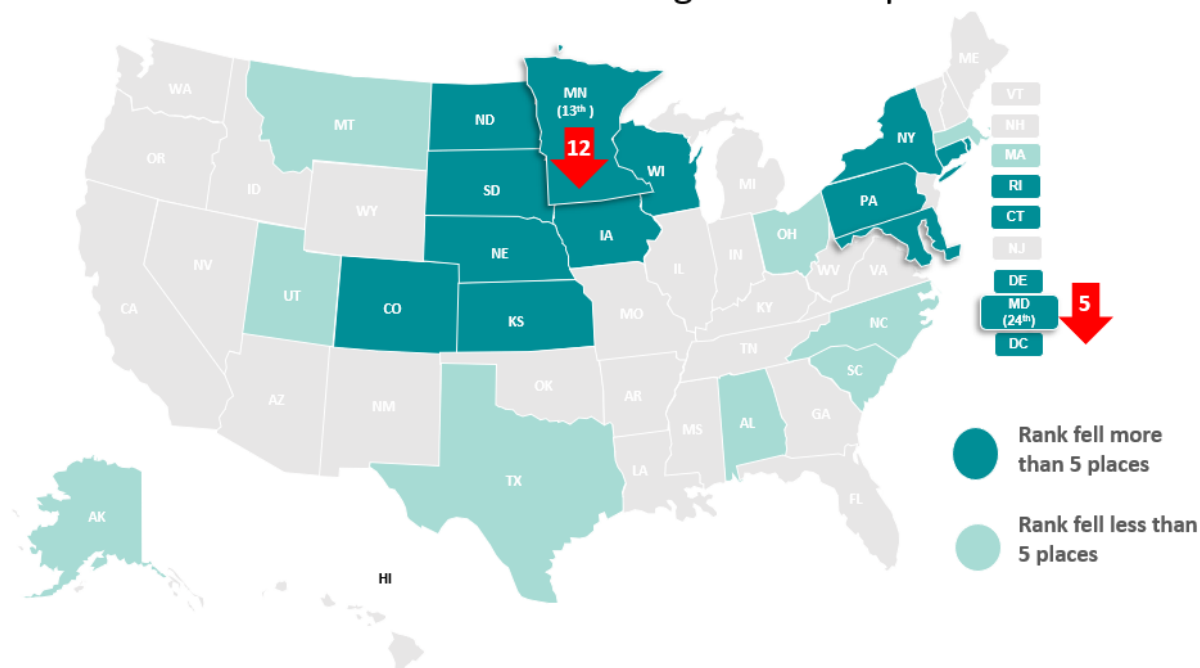 WA
OR
CA
ID
NV
MT
WY
UT
AZ
CO
NM
ND
SD
NE
KS
OK
TX
MN
(13th)
12
IA
MO
AR
LA
WI
IL
MS
MI
IN
KY
TN
AL
OH
WV
VA
NC
SC
GA
FL
PA
NY
ME
AK
HI
VT
NH
MA
RI
CT
NJ
DE
MD
(24th)
5
DC
Rank fell more
than 5 places
Rank fell less than
5 places